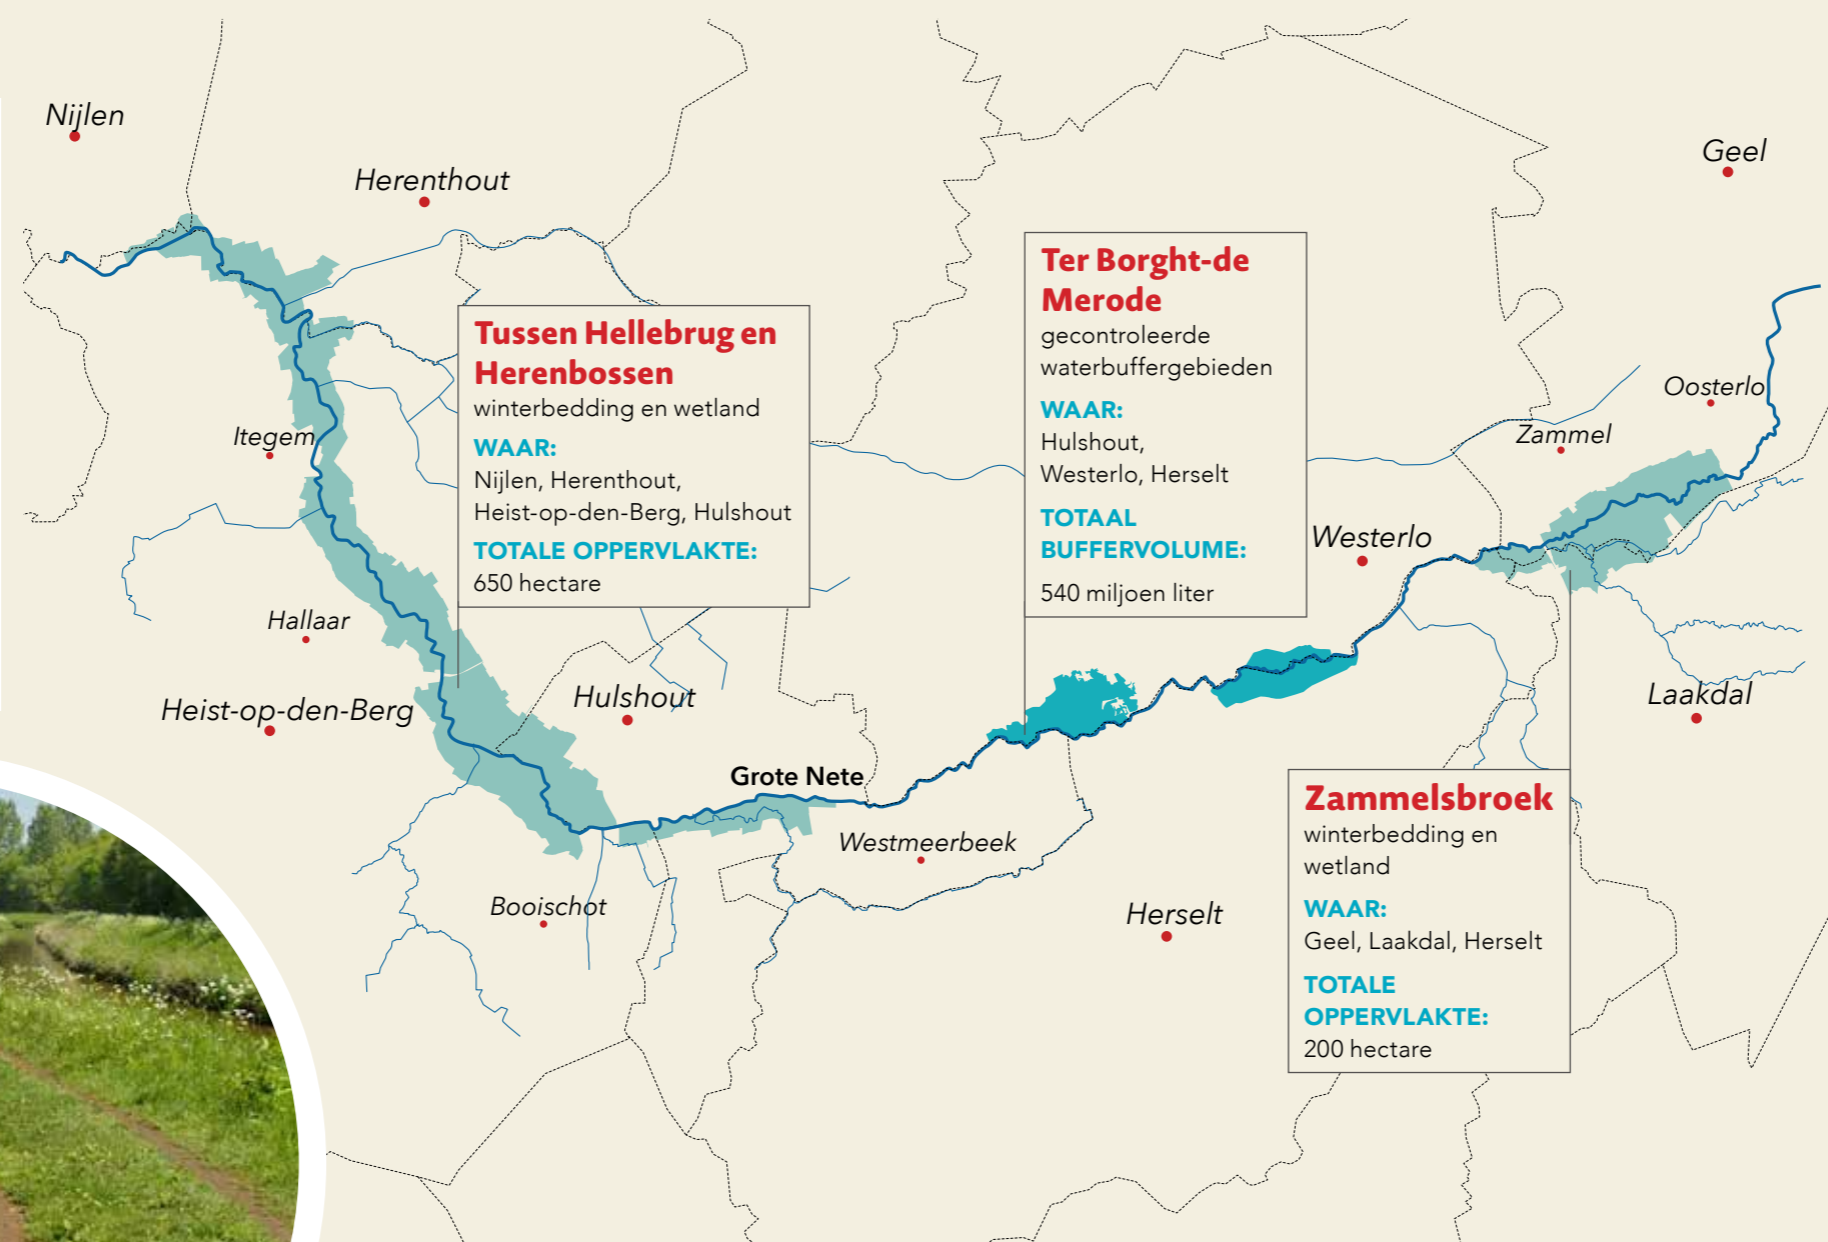 Nijlen
Herenthout
Geel
Tussen Hellebrug en
Herenbossen
winterbedding en wetland
WAAR:
Nijlen, Herenthout,
Heist-op-den-Berg, Hulshout
TOTALE OPPERVLAKTE:
650 hectare
Ter Borght-de
Merode
gecontroleerde
waterbuffergebieden
WAAR:
Hulshout,
Westerlo, Herselt
TOTAAL
BUFFERVOLUME:
540 miljoen liter
Oosterlo
Zammel
Itegem
Westerlo
Hallaar
Heist-op-den-Berg
Hulshout
Laakdal
Grote Nete
Westmeerbeek
Booischot
Herselt
Zammelsbroek
winterbedding en
wetland
WAAR:
Geel, Laakdal, Herselt
TOTALE
OPPERVLAKTE:
200 hectare